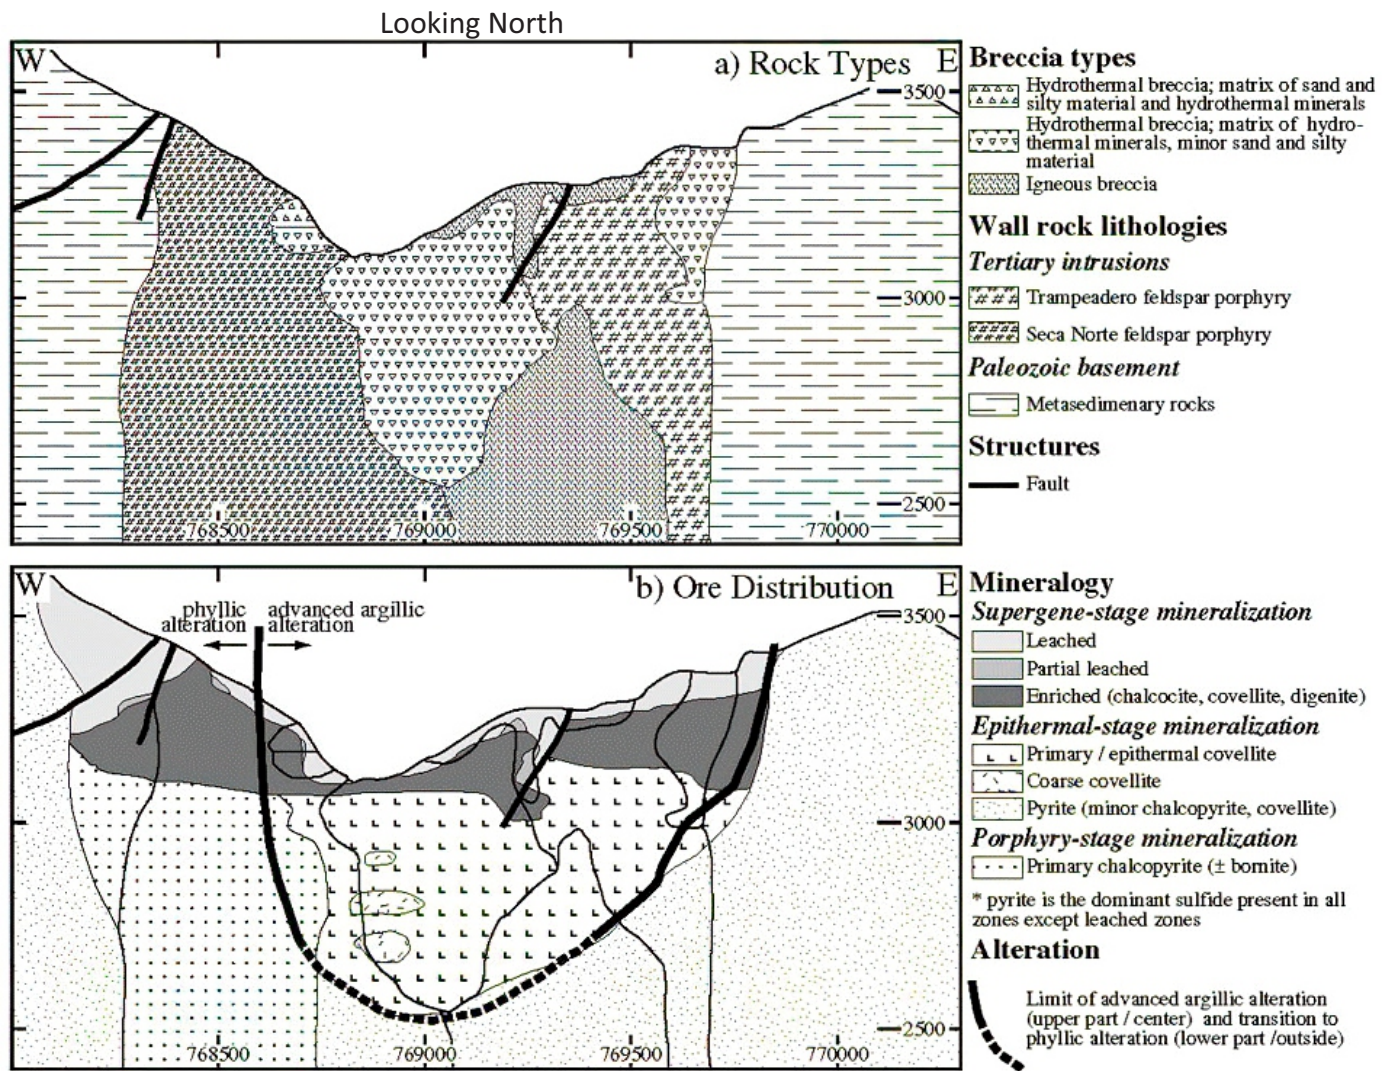 Looking North
W
a) Rock Types
E
3500
3000
2500
768500
769000
769500
770000
Breccia types
Hydrothermal breccia; matrix of sand and
silty material and hydrothermal minerals
Hydrothermal breccia; matrix of hydro-
thermal minerals, minor sand and silty
material
Igneous breccia
Wall rock lithologies
Tertiary intrusions
Trampeadero feldspar porphyry
Seca Norte feldspar porphyry
Paleozoic basement
Metasedimenary rocks
Structures
Fault
W
b) Ore Distribution
E
phyllic
alteration
advanced argillic
alteration
3500
3000
2500
768500
769000
769500
770000
Mineralogy
Supergene-stage mineralization
Leached
Partial leached
Enriched (chalcocite, covellite, digenite)
Epithermal-stage mineralization
Primary / epithermal covellite
Coarse covellite
Pyrite (minor chalcopyrite, covellite)
Porphyry-stage mineralization
Primary chalcopyrite (± bornite)
* pyrite is the dominant sulfide present in all
zones except leached zones
Alteration
Limit of advanced argillic alteration
(upper part / center) and transition to
phyllic alteration (lower part /outside)